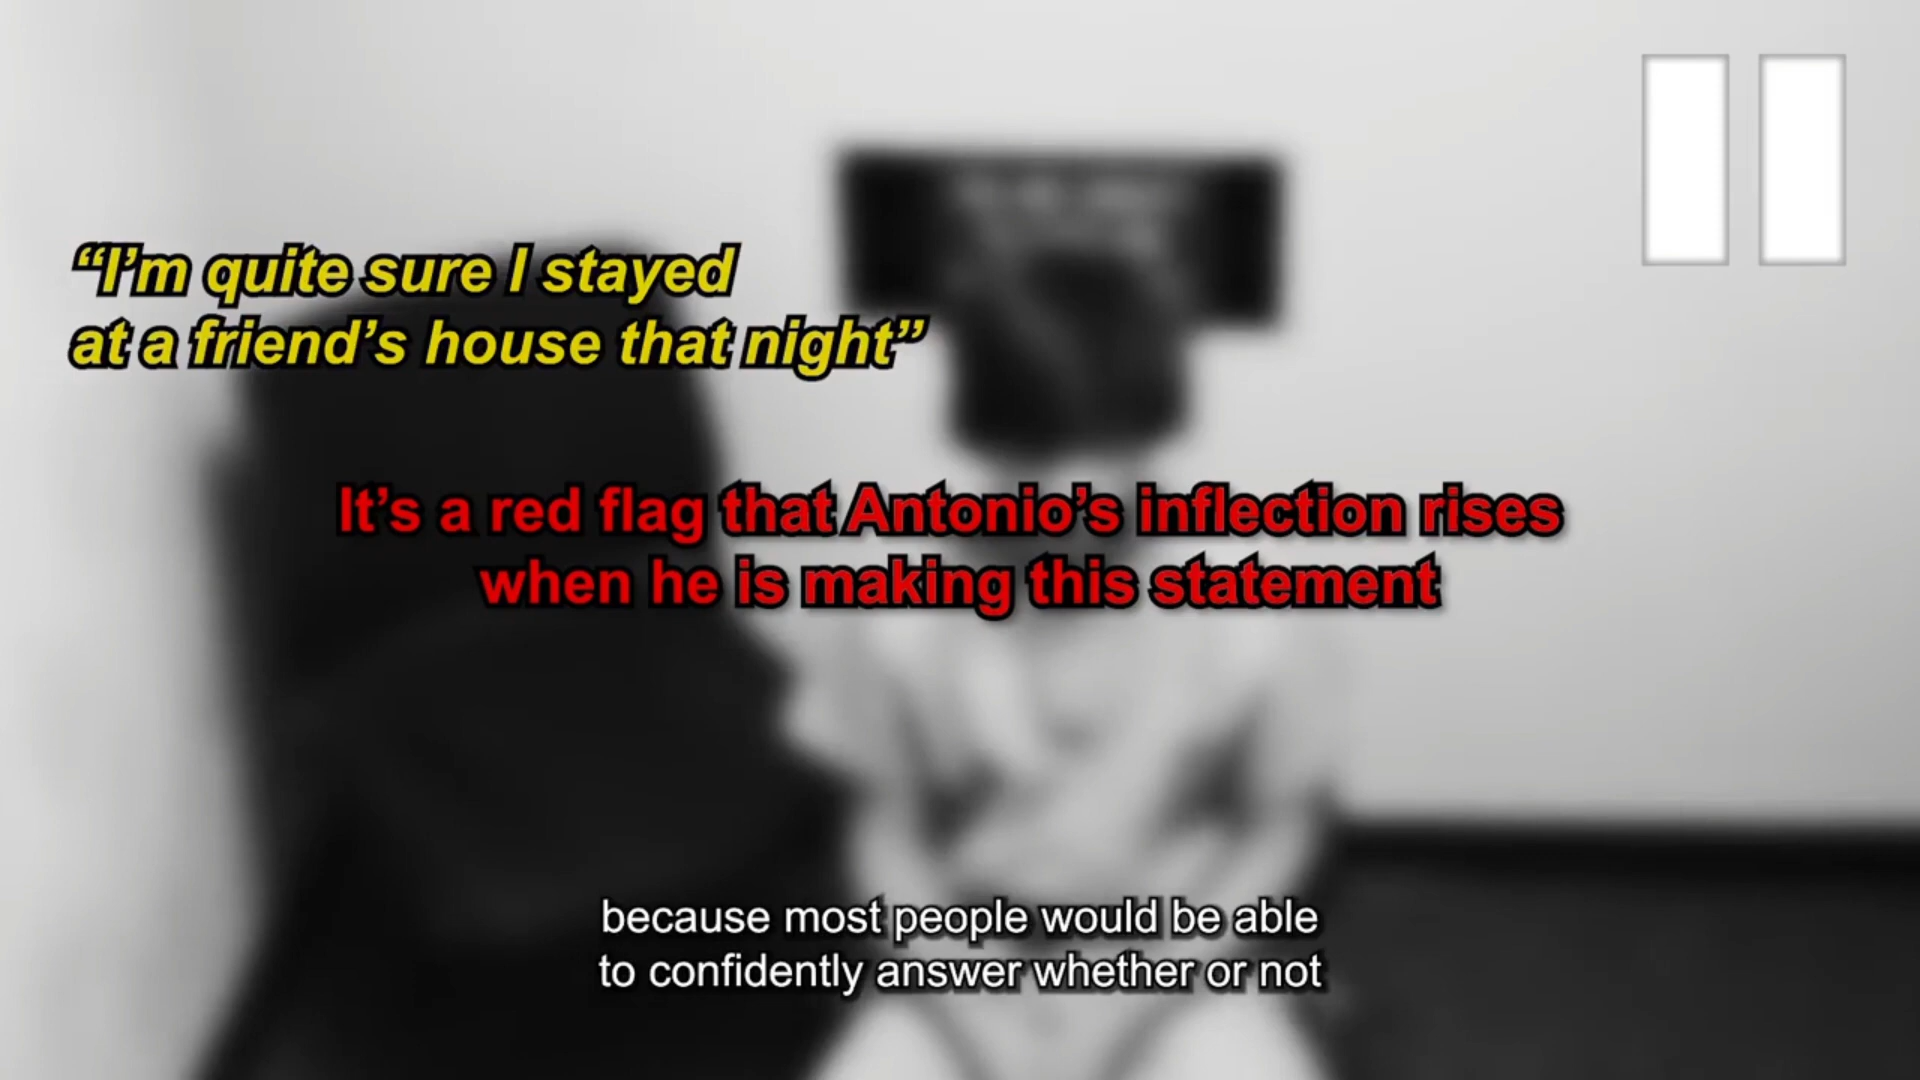 “I’m quite sure I stayed
at a friend’s house that night”
It’s a red flag that Antonio’s inflection rises
when he is making this statement
because most people would be able
to confidently answer whether or not